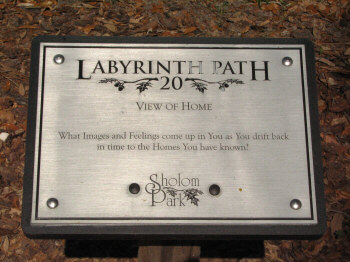 LABYRINTH PATH
20
VIEW OF HOME
What Images and Feelings come up in You as You drift back
in time to the Homes You have known?
Sholom
Park